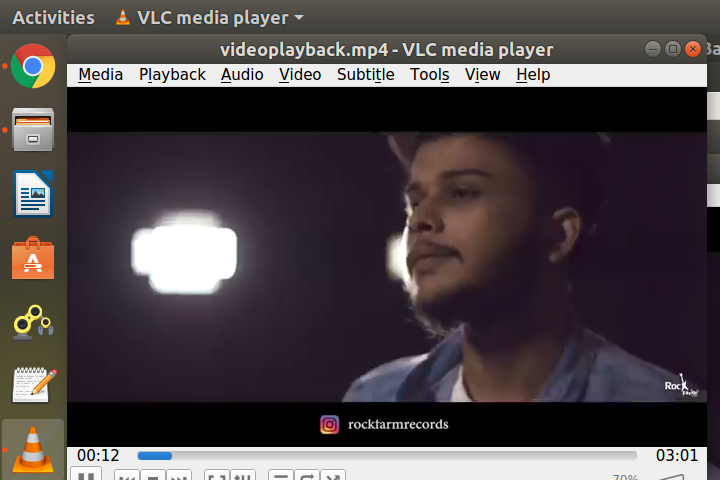 Activities VLC media player
videoplayback.mp4 - VLC media player
Media Playback Audio Video Subtitle Tools View Help
Rock
rockfarmrecords
00:12 03:01
70%